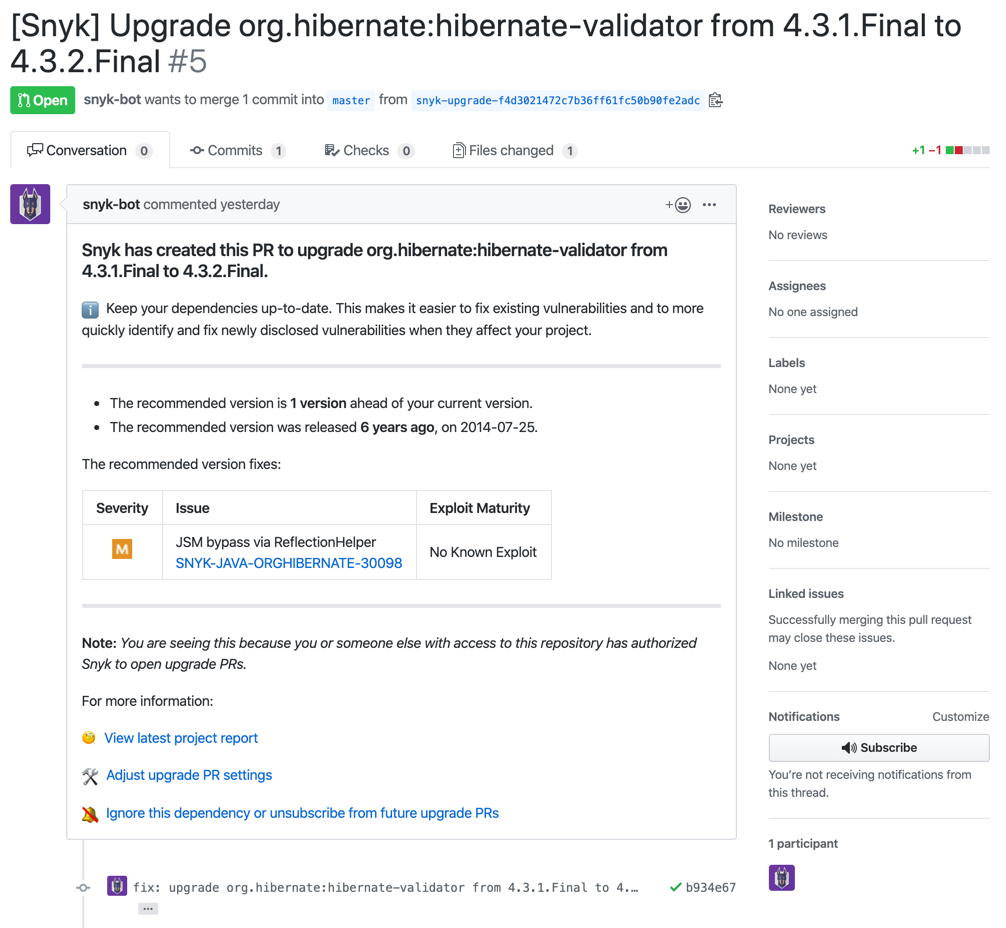 [Snyk] Upgrade org.hibernate:hibernate-validator from 4.3.1.Final to
4.3.2.Final #5
Open snyk-bot wants to merge 1 commit into master from snyk-upgrade-f4d3021472c7b36ff61fc50b90fe2adc
Conversation 0 Commits 1 Checks 0 Files changed 1 +1 −1
snyk-bot commented yesterday
Snyk has created this PR to upgrade org.hibernate:hibernate-validator from
4.3.1.Final to 4.3.2.Final.
Keep your dependencies up-to-date. This makes it easier to fix existing vulnerabilities and to more
quickly identify and fix newly disclosed vulnerabilities when they affect your project.
• The recommended version is 1 version ahead of your current version.
• The recommended version was released 6 years ago, on 2014-07-25.
The recommended version fixes:
Severity Issue Exploit Maturity
M JSM bypass via ReflectionHelper
SNYK-JAVA-ORGHIBERNATE-30098 No Known Exploit
Note: You are seeing this because you or someone else with access to this repository has authorized
Snyk to open upgrade PRs.
For more information:
View latest project report
Adjust upgrade PR settings
Ignore this dependency or unsubscribe from future upgrade PRs
fix: upgrade org.hibernate:hibernate-validator from 4.3.1.Final to 4.… b934e67
…
Reviewers
No reviews
Assignees
No one assigned
Labels
None yet
Projects
None yet
Milestone
No milestone
Linked issues
Successfully merging this pull request
may close these issues.
None yet
Notifications Customize
Subscribe
You're not receiving notifications from
this thread.
1 participant